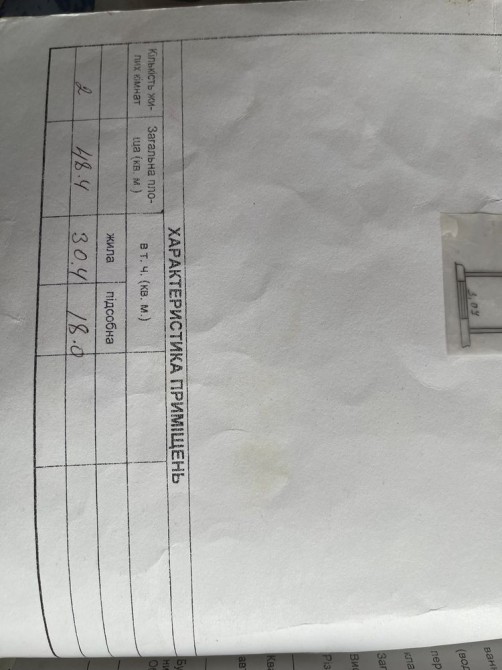 ХАРАКТЕРИСТИКА ПРИМІЩЕНЬ
Кількість жи-
лих кімнат
Загальна пло-
ща (кв. м.)
в т. ч. (кв. м.)
жила
підсобна
2
48.4
30.4
18.0